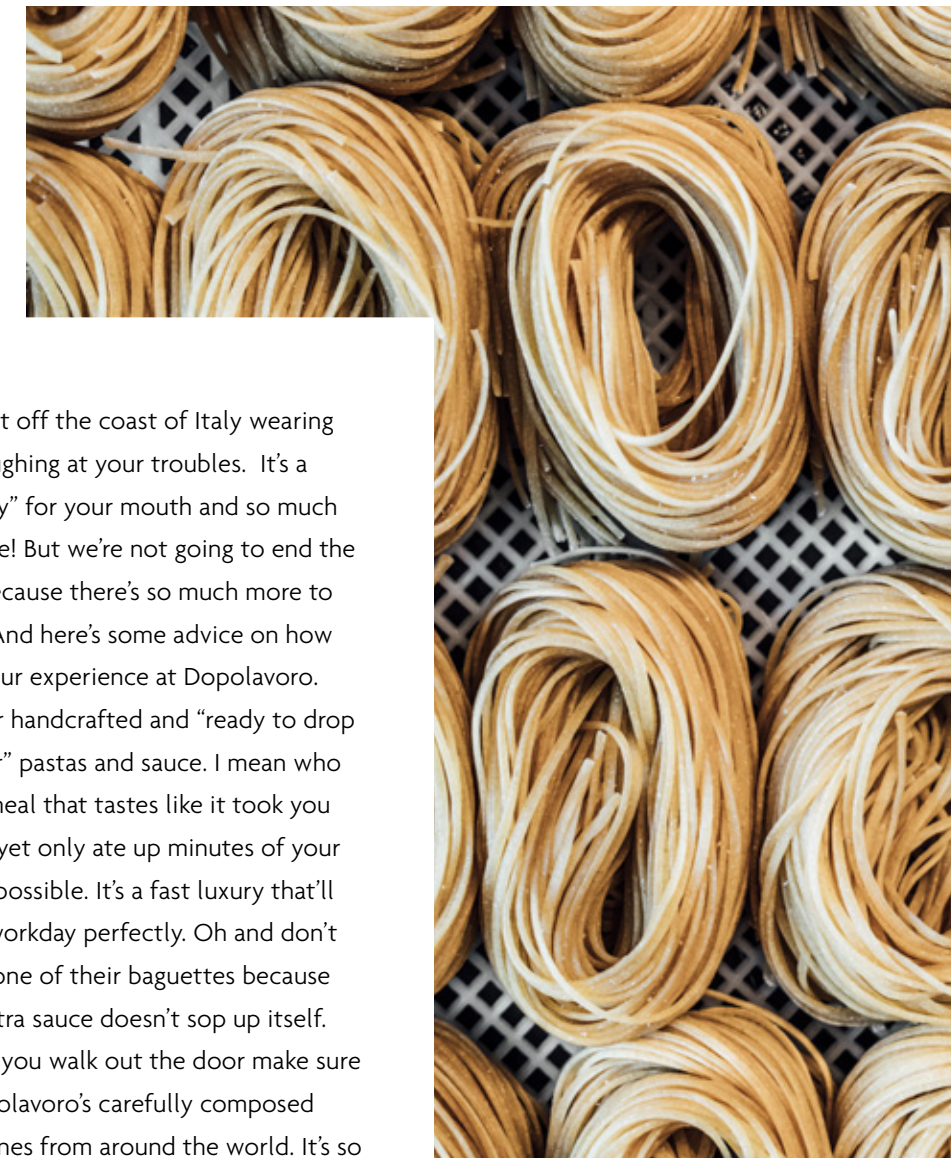 t off the coast of Italy wearing
ghing at your troubles.  It’s a
y” for your mouth and so much
e! But we’re not going to end the
ecause there’s so much more to
And here’s some advice on how
ur experience at Dopolavoro.
r handcrafted and “ready to drop
r” pastas and sauce. I mean who
neal that tastes like it took you
yet only ate up minutes of your
possible. It’s a fast luxury that’ll
workday perfectly. Oh and don’t
one of their baguettes because
tra sauce doesn’t sop up itself.
you walk out the door make sure
olavoro’s carefully composed
nes from around the world. It’s so